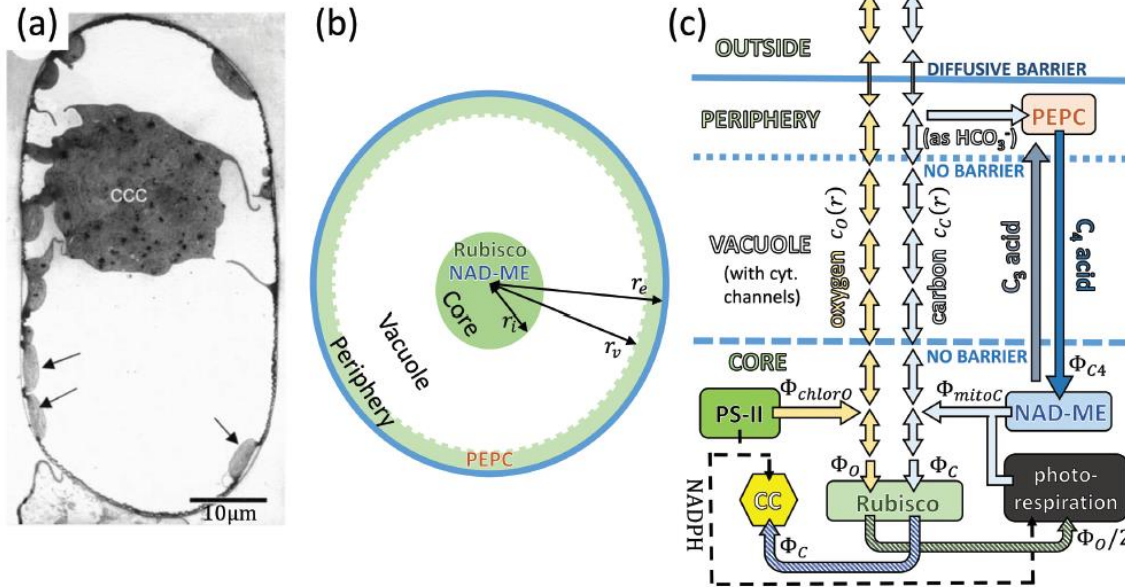 (a)
CCC
10µm
(b)
Rubisco
NAD-ME
Core
r_i
r_e
r_v
Vacuole
Periphery
PEPC
(c)
OUTSIDE
DIFFUSIVE BARRIER
PERIPHERY
PEPC
(as HCO₃⁻)
NO BARRIER
VACUOLE
(with cyt.
channels)
oxygen c_O(r)
carbon c_C(r)
C₃ acid
C₄ acid
NO BARRIER
CORE
Φ_C4
Φ_chlorO
Φ_mitoC
PS-II
NAD-ME
NADPH
Φ_O
Φ_C
CC
Rubisco
photo-
respiration
Φ_C
Φ_O/2